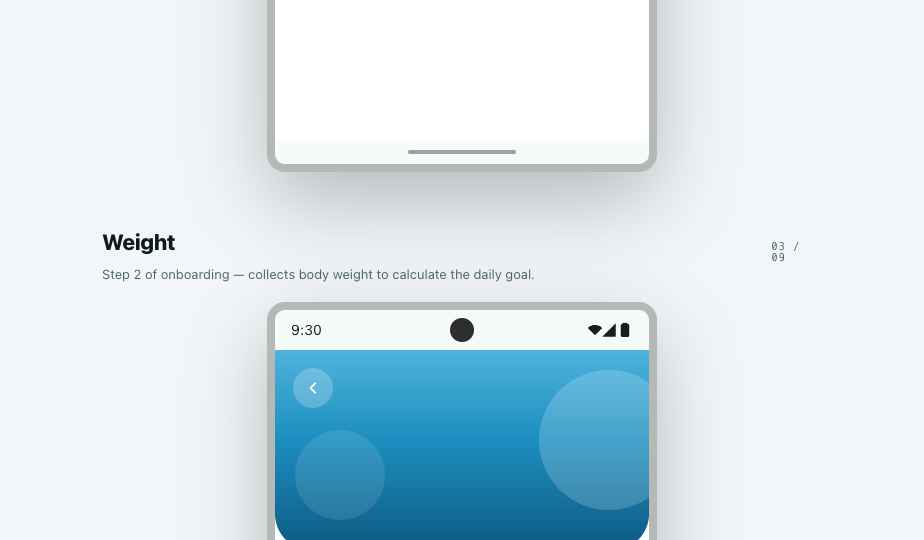 Weight
03 /
09
Step 2 of onboarding — collects body weight to calculate the daily goal.
9:30